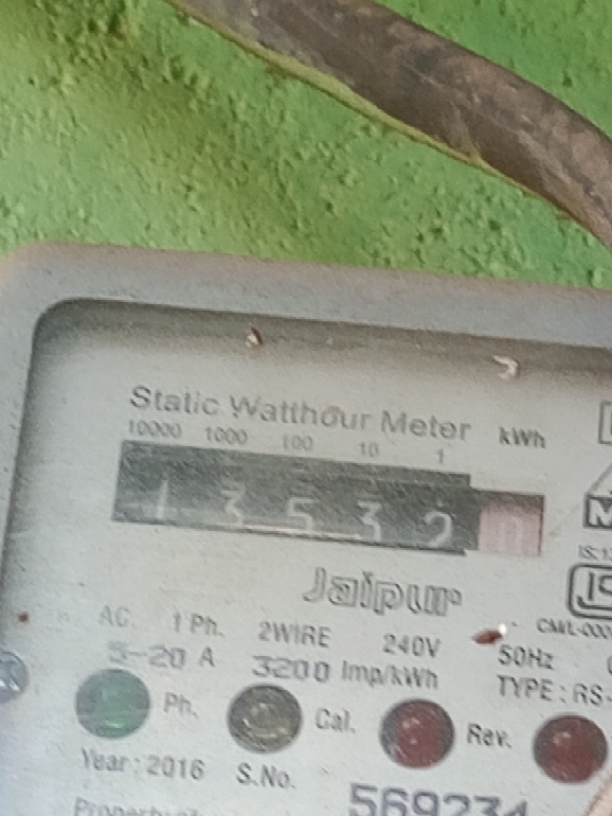 Static Watthour Meter kWh
10000 1000 100 10 1
1 3 5 3 2 0
Jaipur
AC. 1 Ph. 2WIRE 240V 50Hz
5-20 A 3200 Imp/kWh TYPE : RS
Ph. Cal. Rev.
Year : 2016 S.No.
569234